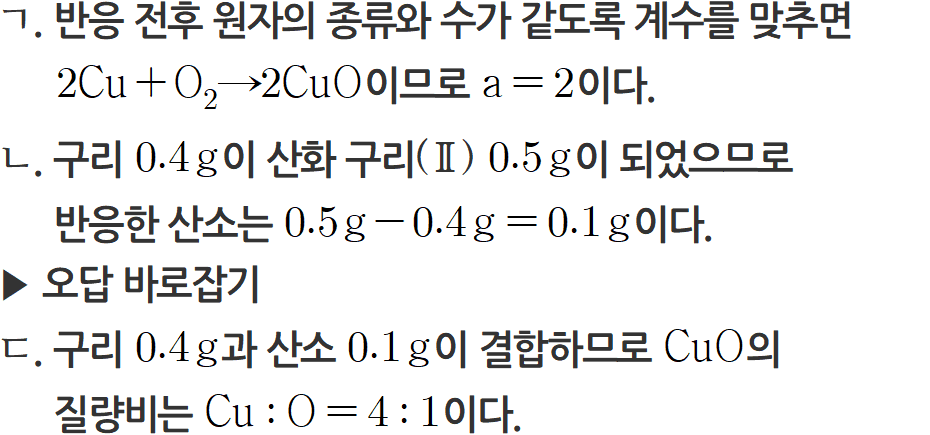 ㄱ. 반응 전후 원자의 종류와 수가 같도록 계수를 맞추면
2Cu + O₂→2CuO이므로 a = 2이다.
ㄴ. 구리 0.4 g이 산화 구리(Ⅱ) 0.5 g이 되었으므로
반응한 산소는 0.5 g - 0.4 g = 0.1 g이다.
▶ 오답 바로잡기
ㄷ. 구리 0.4 g과 산소 0.1 g이 결합하므로 CuO의
질량비는 Cu : O = 4 : 1이다.